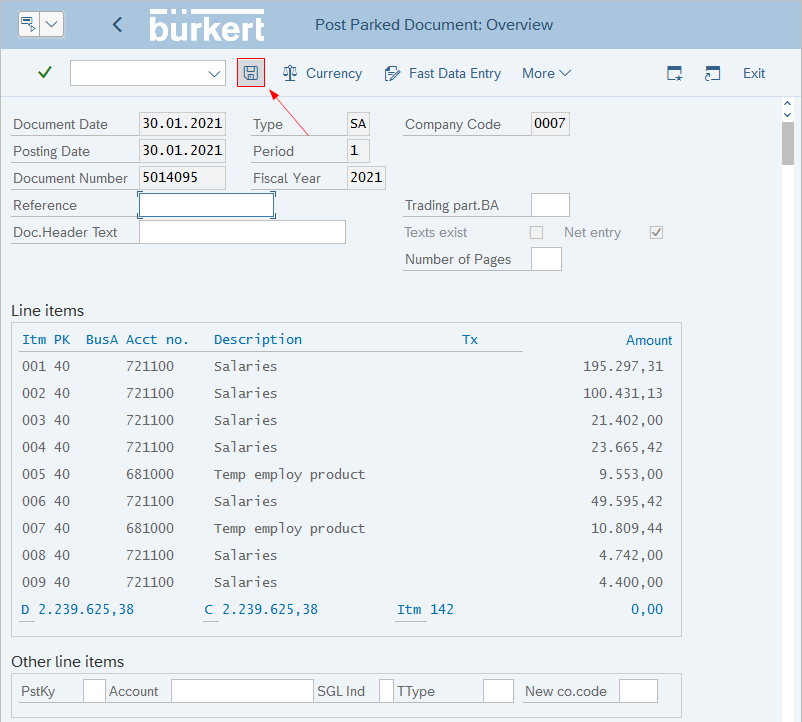 bürkert Post Parked Document: Overview
Currency Fast Data Entry More Exit
Document Date 30.01.2021 Type SA Company Code 0007
Posting Date 30.01.2021 Period 1
Document Number 5014095 Fiscal Year 2021
Reference Trading part.BA
Doc.Header Text Texts exist Net entry
Number of Pages
Line items
Itm PK BusA Acct no. Description Tx Amount
001 40 721100 Salaries 195.297,31
002 40 721100 Salaries 100.431,13
003 40 721100 Salaries 21.402,00
004 40 721100 Salaries 23.665,42
005 40 681000 Temp employ product 9.553,00
006 40 721100 Salaries 49.595,42
007 40 681000 Temp employ product 10.809,44
008 40 721100 Salaries 4.742,00
009 40 721100 Salaries 4.400,00
D 2.239.625,38 C 2.239.625,38 Itm 142 0,00
Other line items
PstKy Account SGL Ind TType New co.code